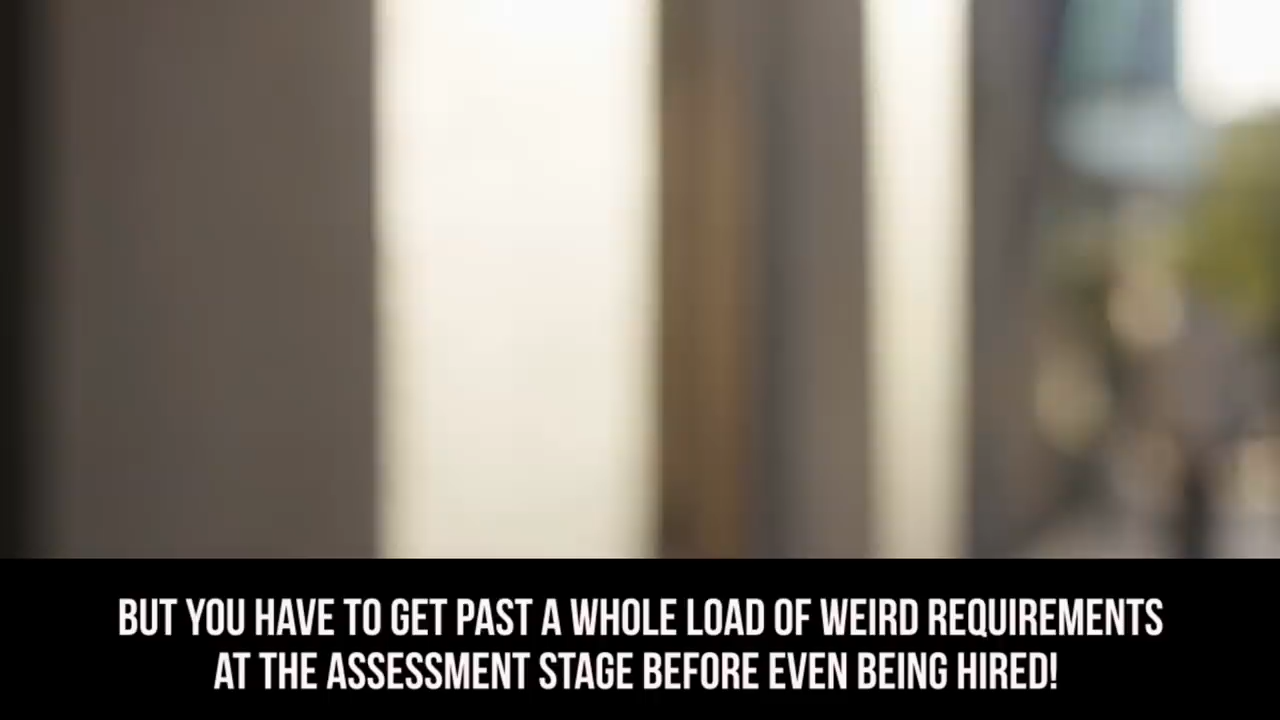 BUT YOU HAVE TO GET PAST A WHOLE LOAD OF WEIRD REQUIREMENTS
AT THE ASSESSMENT STAGE BEFORE EVEN BEING HIRED!